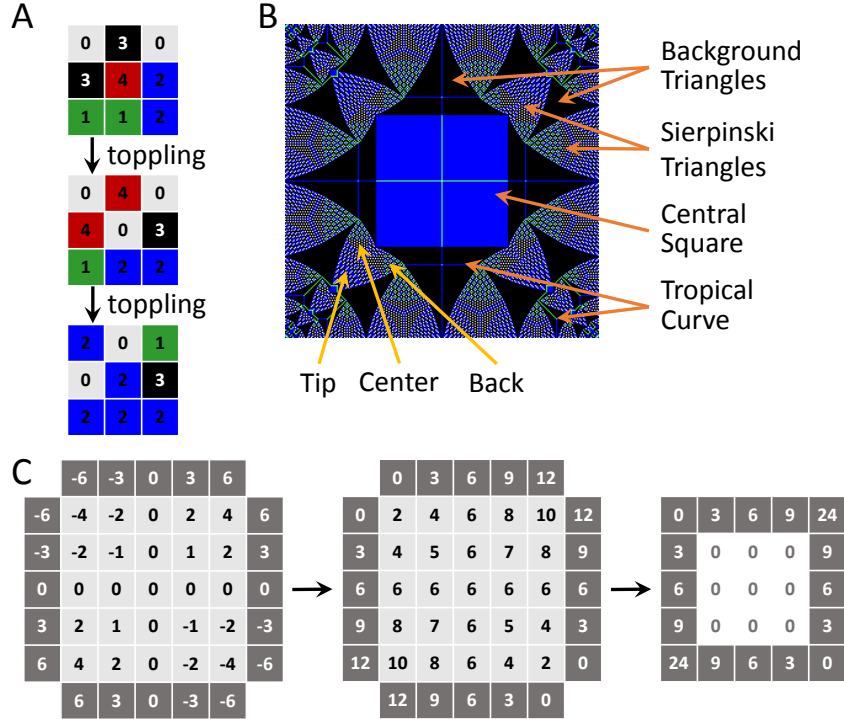 A
0 3 0
3 4 2
1 1 2
toppling
0 4 0
4 0 3
1 2 2
toppling
2 0 1
0 2 3
2 2 2
B
Background
Triangles
Sierpinski
Triangles
Central
Square
Tropical
Curve
Tip Center Back
C
-6 -3 0 3 6
-6 -4 -2 0 2 4 6
-3 -2 -1 0 1 2 3
0 0 0 0 0 0 0
3 2 1 0 -1 -2 -3
6 4 2 0 -2 -4 -6
6 3 0 -3 -6
0 3 6 9 12
0 2 4 6 8 10 12
3 4 5 6 7 8 9
6 6 6 6 6 6 6
9 8 7 6 5 4 3
12 10 8 6 4 2 0
12 9 6 3 0
0 3 6 9 24
3 0 0 0 9
6 0 0 0 6
9 0 0 0 3
24 9 6 3 0